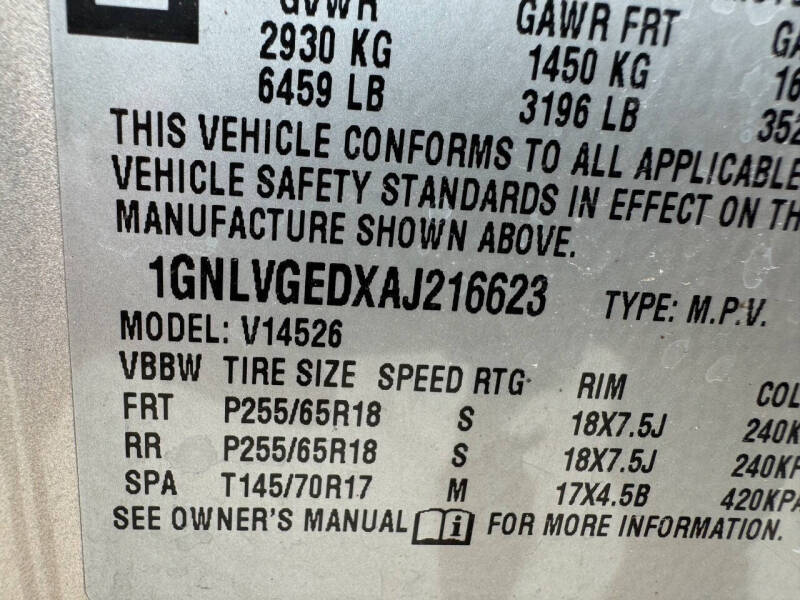 GVWR GAWR FRT
2930 KG 1450 KG
6459 LB 3196 LB
THIS VEHICLE CONFORMS TO ALL APPLICABLE
VEHICLE SAFETY STANDARDS IN EFFECT ON
MANUFACTURE SHOWN ABOVE.
1GNLVGEDXAJ216623 TYPE: M.P.V.
MODEL: V14526
VBBW TIRE SIZE SPEED RTG RIM
FRT P255/65R18 S 18X7.5J 240K
RR P255/65R18 S 18X7.5J 240KP
SPA T145/70R17 M 17X4.5B 420KPA
SEE OWNER'S MANUAL i FOR MORE INFORMATION.